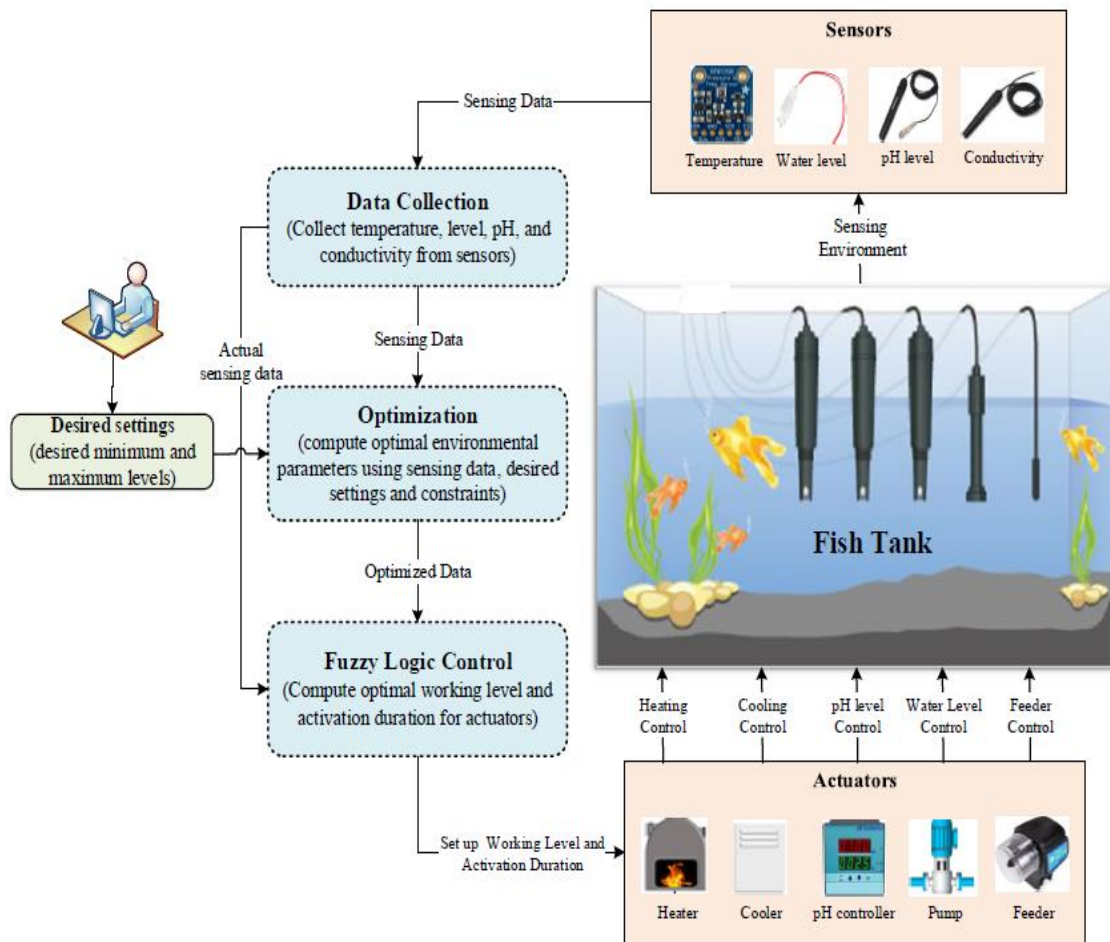 Sensors
Temperature
Water level
pH level
Conductivity
Sensing Data
Data Collection
(Collect temperature, level, pH, and
conductivity from sensors)
Sensing
Environment
Actual
sensing data
Sensing Data
Desired settings
(desired minimum and
maximum levels)
Optimization
(compute optimal environmental
parameters using sensing data, desired
settings and constraints)
Fish Tank
Optimized Data
Fuzzy Logic Control
(Compute optimal working level and
activation duration for actuators)
Heating
Control
Cooling
Control
pH level
Control
Water Level
Control
Feeder
Control
Actuators
Set up Working Level and
Activation Duration
Heater
Cooler
pH controller
Pump
Feeder